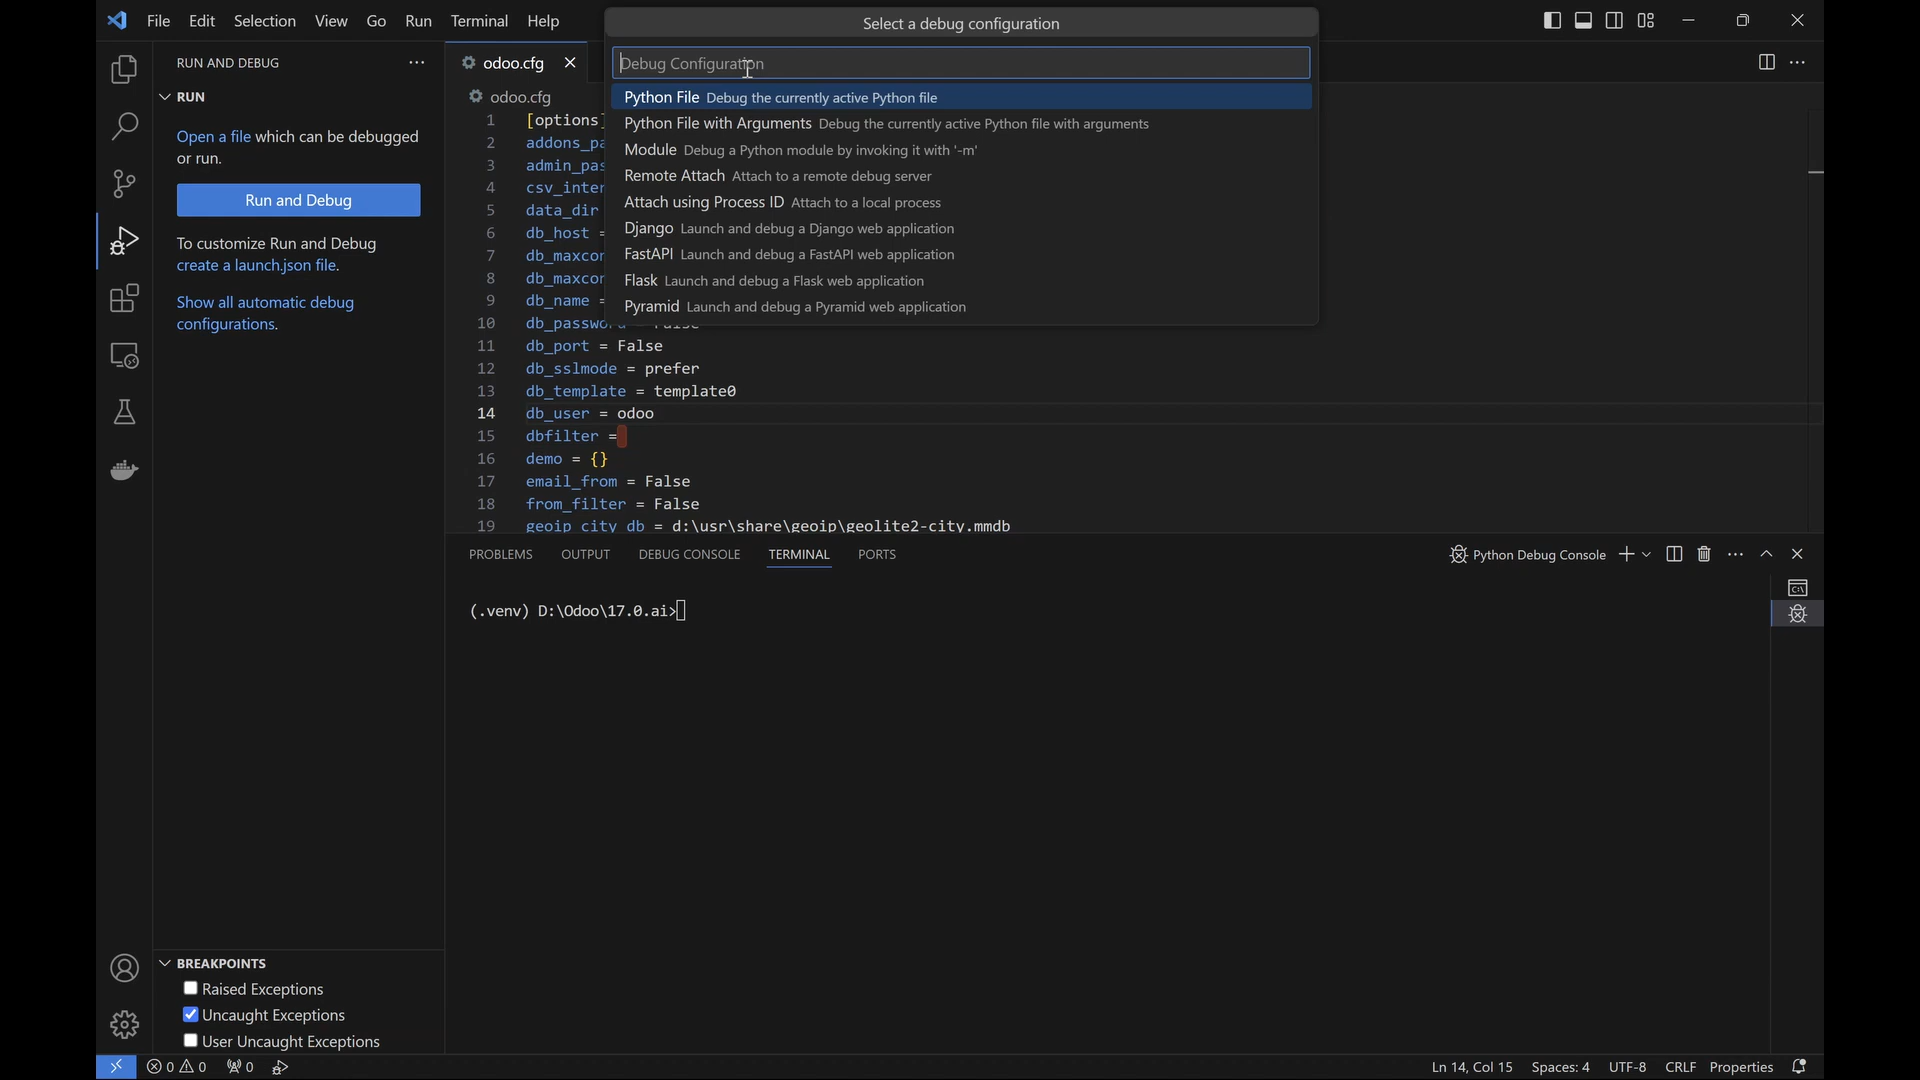 File Edit Selection View Go Run Terminal Help
Select a debug configuration
Debug Configuration
Python File Debug the currently active Python file
Python File with Arguments Debug the currently active Python file with arguments
Module Debug a Python module by invoking it with '-m'
Remote Attach Attach to a remote debug server
Attach using Process ID Attach to a local process
Django Launch and debug a Django web application
FastAPI Launch and debug a FastAPI web application
Flask Launch and debug a Flask web application
Pyramid Launch and debug a Pyramid web application
RUN AND DEBUG
RUN
Open a file which can be debugged
or run.
Run and Debug
To customize Run and Debug
create a launch.json file.
Show all automatic debug
configurations.
odoo.cfg
odoo.cfg
1 [options]
2 addons_pa
3 admin_pas
4 csv_inter
5 data_dir
6 db_host =
7 db_maxcon
8 db_maxcon
9 db_name =
10 db_password = False
11 db_port = False
12 db_sslmode = prefer
13 db_template = template0
14 db_user = odoo
15 dbfilter =
16 demo = {}
17 email_from = False
18 from_filter = False
19 geoip_city_db = d:\usr\share\geoip\geolite2-city.mmdb
PROBLEMS OUTPUT DEBUG CONSOLE TERMINAL PORTS
Python Debug Console
(.venv) D:\Odoo\17.0.ai>
BREAKPOINTS
Raised Exceptions
Uncaught Exceptions
User Uncaught Exceptions
0 0 0
Ln 14, Col 15 Spaces: 4 UTF-8 CRLF Properties